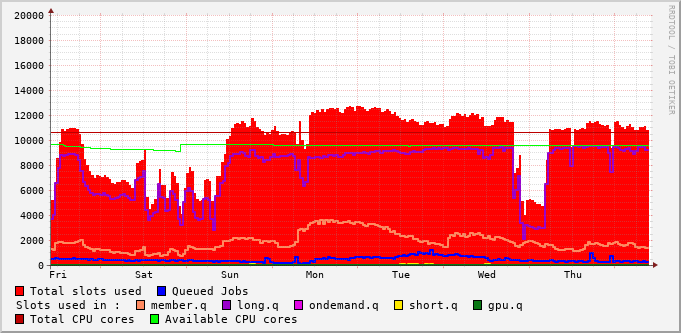 20000
18000
16000
14000
12000
10000
8000
6000
4000
2000
0
Fri Sat Sun Mon Tue Wed Thu
Total slots used Queued Jobs
Slots used in : member.q long.q ondemand.q short.q gpu.q
Total CPU cores Available CPU cores
RRDTOOL / TOBI OETIKER